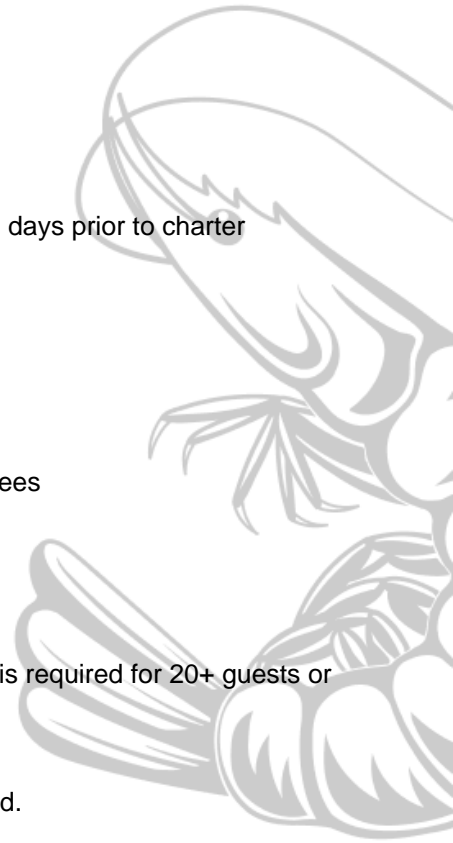 days prior to charter
ees
is required for 20+ guests or
d.